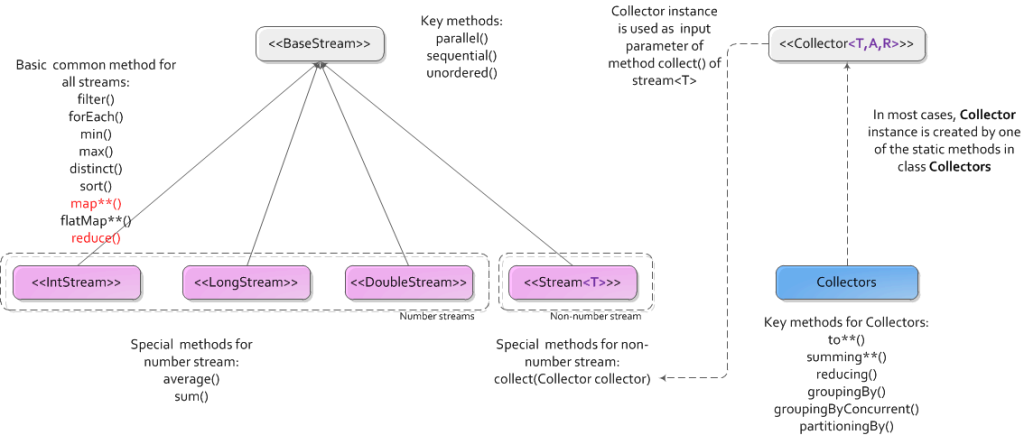 <<BaseStream>>
Key methods:
parallel()
sequential()
unordered()
Collector instance
is used as input
parameter of
method collect() of
stream<T>
<<Collector<T,A,R>>>
Basic common method for
all streams:
filter()
forEach()
min()
max()
distinct()
sort()
map**()
flatMap**()
reduce()
In most cases, Collector
instance is created by one
of the static methods in
class Collectors
<<IntStream>>
<<LongStream>>
<<DoubleStream>>
<<Stream<T>>>
Collectors
Number streams
Non-number stream
Special methods for
number stream:
average()
sum()
Special methods for non-
number stream:
collect(Collector collector)
Key methods for Collectors:
to**()
summing**()
reducing()
groupingBy()
groupingByConcurrent()
partitioningBy()